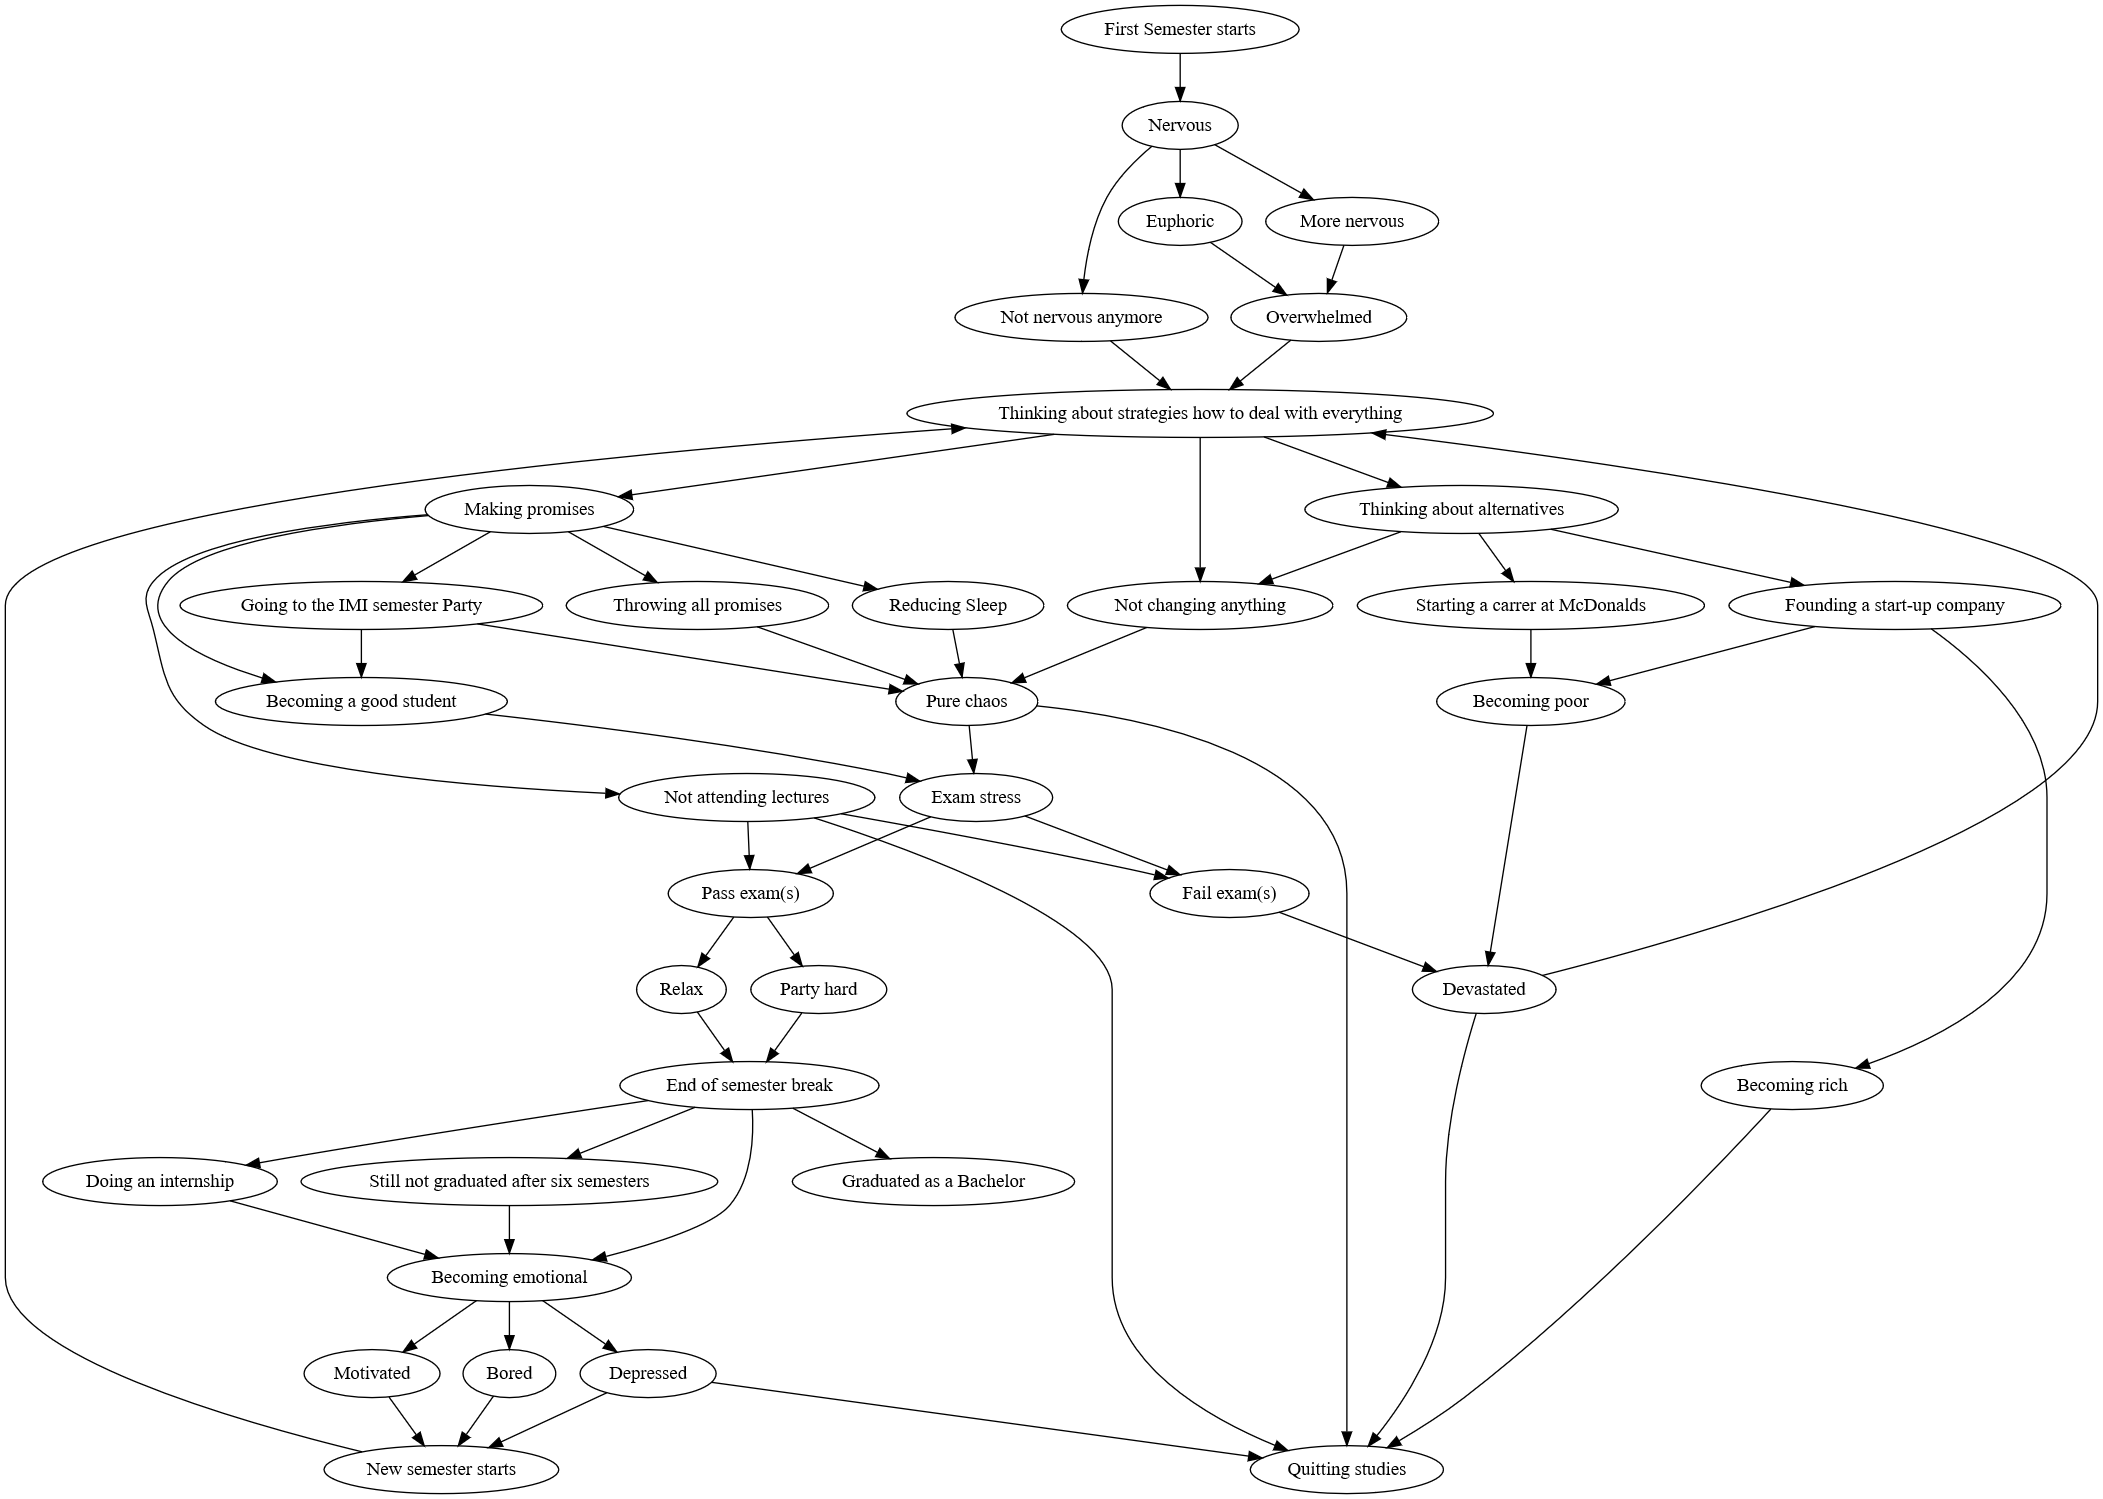 First Semester starts
Nervous
Euphoric
More nervous
Not nervous anymore
Overwhelmed
Thinking about strategies how to deal with everything
Making promises
Thinking about alternatives
Going to the IMI semester Party
Throwing all promises
Reducing Sleep
Not changing anything
Starting a carrer at McDonalds
Founding a start-up company
Becoming a good student
Pure chaos
Becoming poor
Not attending lectures
Exam stress
Pass exam(s)
Fail exam(s)
Relax
Party hard
Devastated
End of semester break
Becoming rich
Doing an internship
Still not graduated after six semesters
Graduated as a Bachelor
Becoming emotional
Motivated
Bored
Depressed
New semester starts
Quitting studies